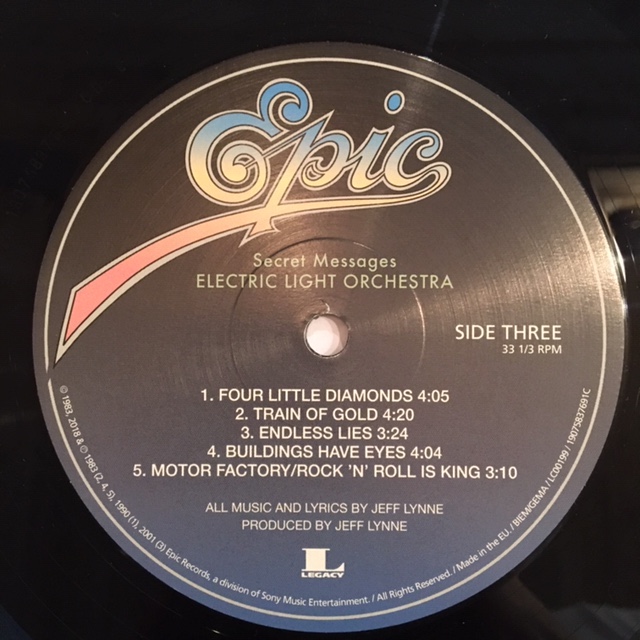 Epic
Secret Messages
ELECTRIC LIGHT ORCHESTRA
SIDE THREE
33 1/3 RPM
1. FOUR LITTLE DIAMONDS 4:05
2. TRAIN OF GOLD 4:20
3. ENDLESS LIES 3:24
4. BUILDINGS HAVE EYES 4:04
5. MOTOR FACTORY/ROCK 'N' ROLL IS KING 3:10
ALL MUSIC AND LYRICS BY JEFF LYNNE
PRODUCED BY JEFF LYNNE
L
LEGACY
℗ 1983, 2018 & ℗ 1983 (2, 4, 5), 1990 (1), 2001 (3) Epic Records, a division of Sony Music Entertainment. / All Rights Reserved. / Made in the EU. / BIEM/GEMA / LC00199 / 19075837691C